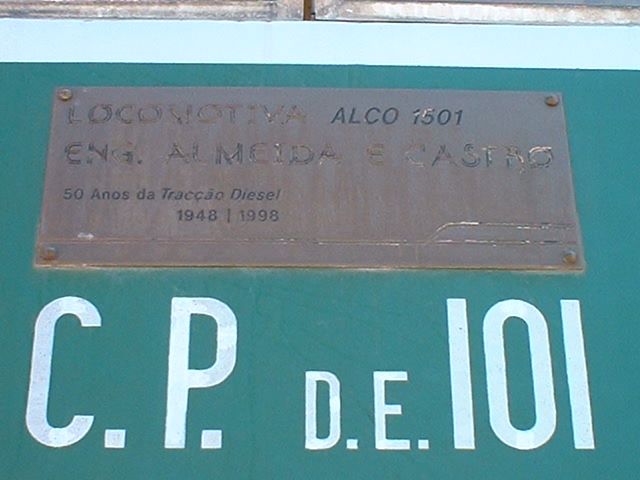 LOCOMOTIVA ALCO 1501
ENG. ALMEIDA E CASTRO
50 Anos da Tracção Diesel
1948 | 1998
C.P. D.E. 101